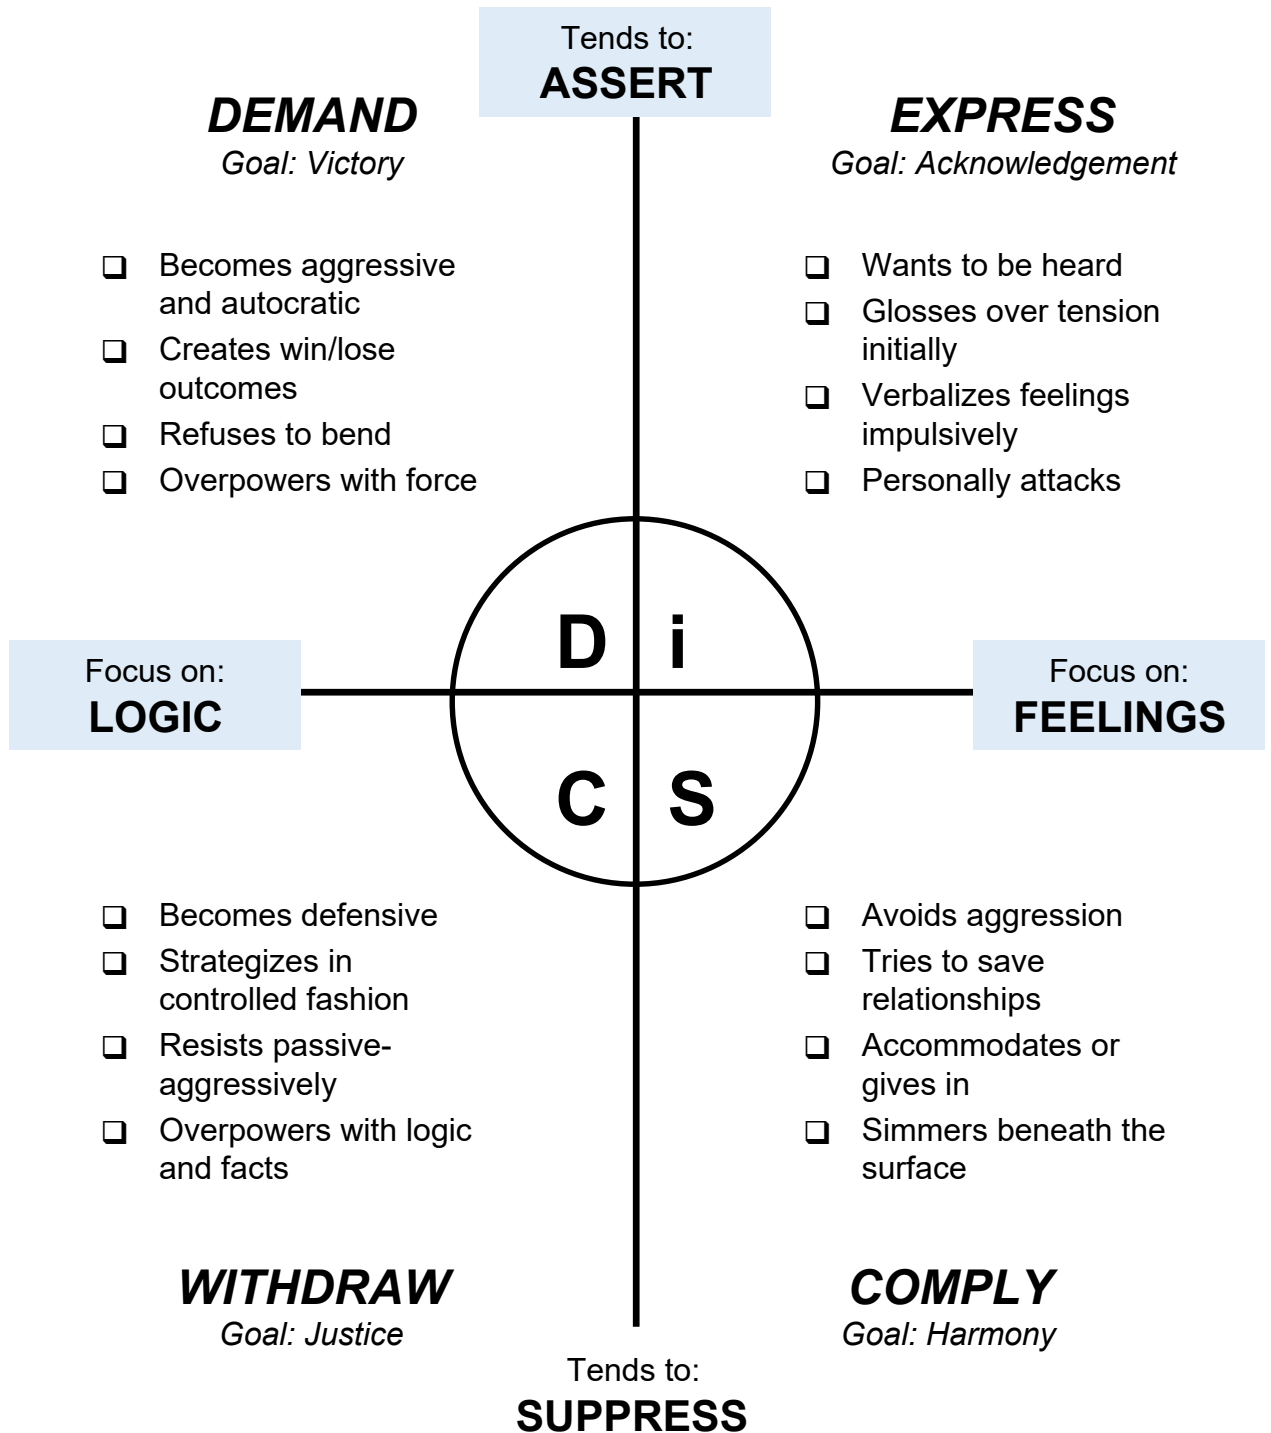 Tends to:
ASSERT
DEMAND
Goal: Victory
❑ Becomes aggressive
and autocratic
❑ Creates win/lose
outcomes
❑ Refuses to bend
❑ Overpowers with force
EXPRESS
Goal: Acknowledgement
❑ Wants to be heard
❑ Glosses over tension
initially
❑ Verbalizes feelings
impulsively
❑ Personally attacks
D i
Focus on:
LOGIC
Focus on:
FEELINGS
C S
❑ Becomes defensive
❑ Strategizes in
controlled fashion
❑ Resists passive-
aggressively
❑ Overpowers with logic
and facts
WITHDRAW
Goal: Justice
❑ Avoids aggression
❑ Tries to save
relationships
❑ Accommodates or
gives in
❑ Simmers beneath the
surface
COMPLY
Goal: Harmony
Tends to:
SUPPRESS